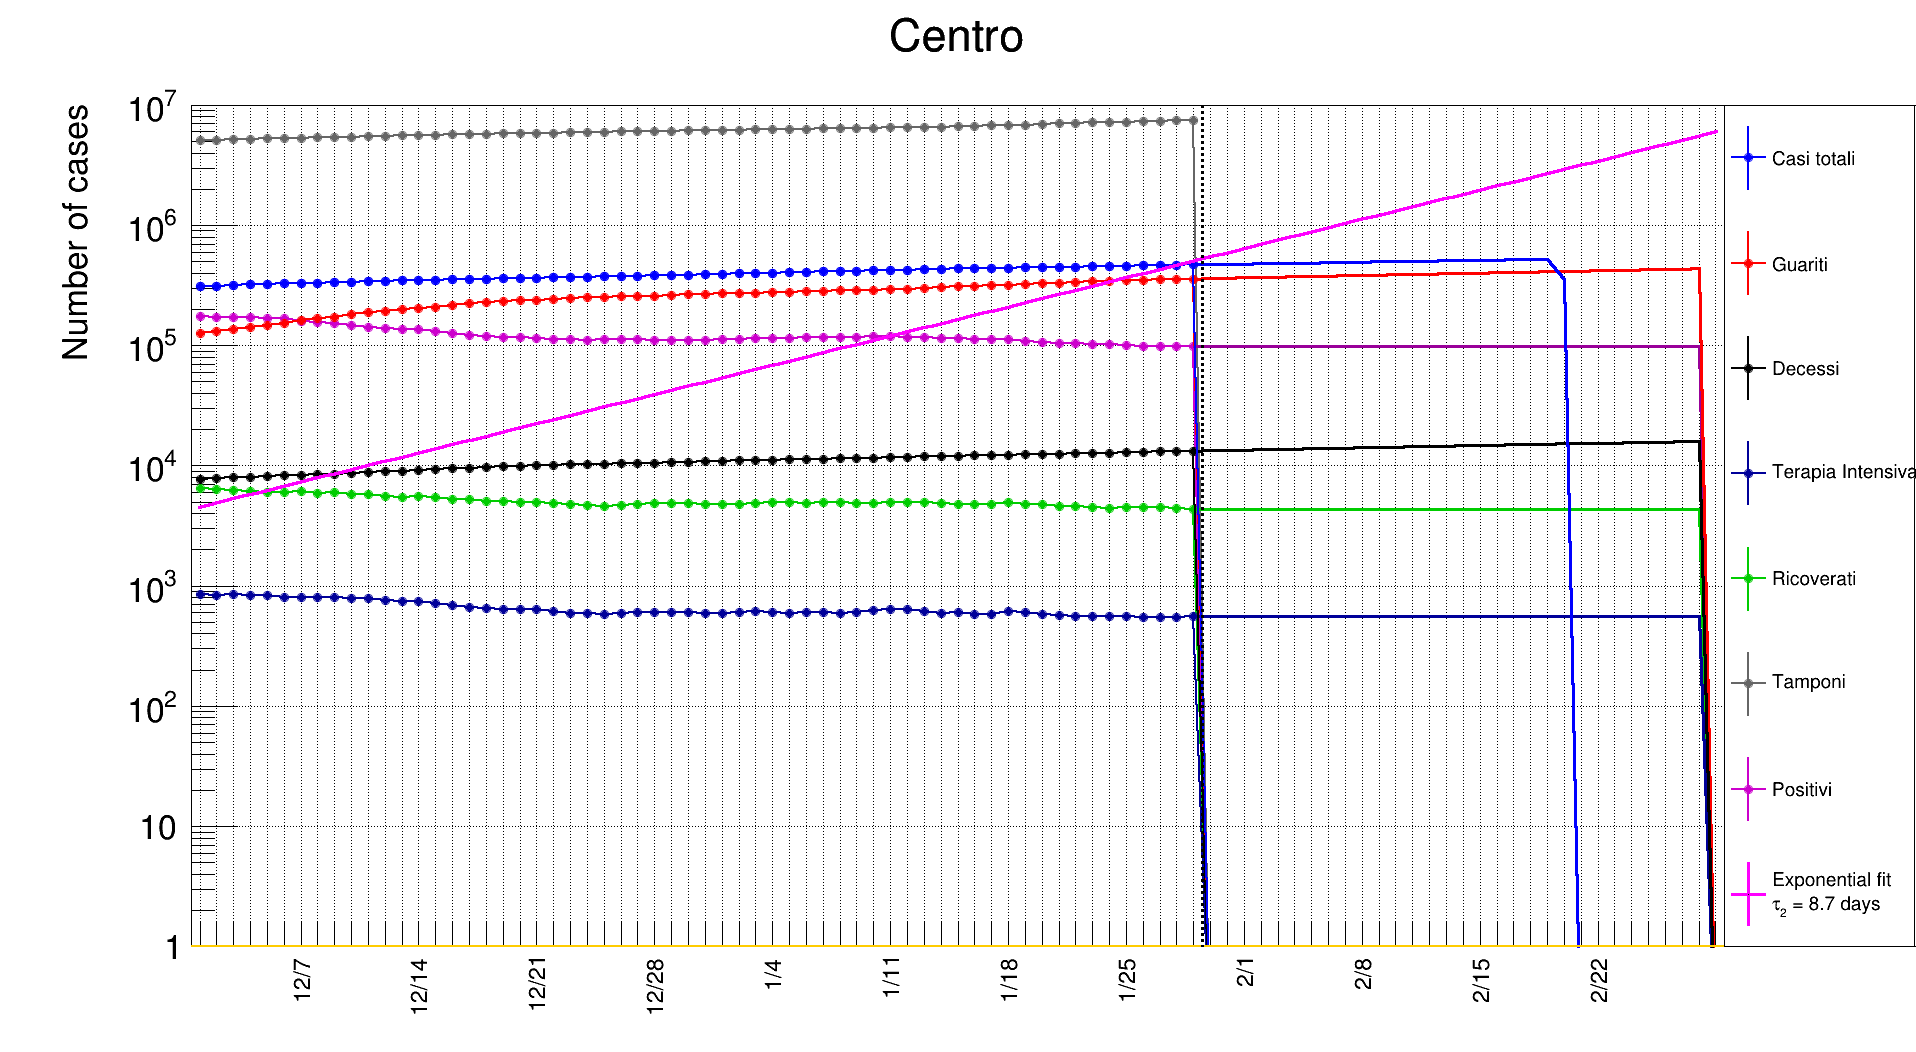 Centro
Number of cases
10^7
10^6
10^5
10^4
10^3
10^2
10
1
12/7
12/14
12/21
12/28
1/4
1/11
1/18
1/25
2/1
2/8
2/15
2/22
Casi totali
Guariti
Decessi
Terapia Intensiva
Ricoverati
Tamponi
Positivi
Exponential fit
τ₂ = 8.7 days